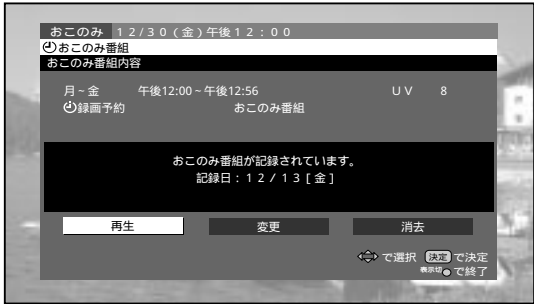 おこのみ 12/30(金)午後12:00
おこのみ番組
おこのみ番組内容
月~金 午後12:00~午後12:56 UV 8
録画予約 おこのみ番組
おこのみ番組が記録されています。
記録日:12/13[金]
再生 変更 消去
で選択 決定 で決定
表示切 で終了